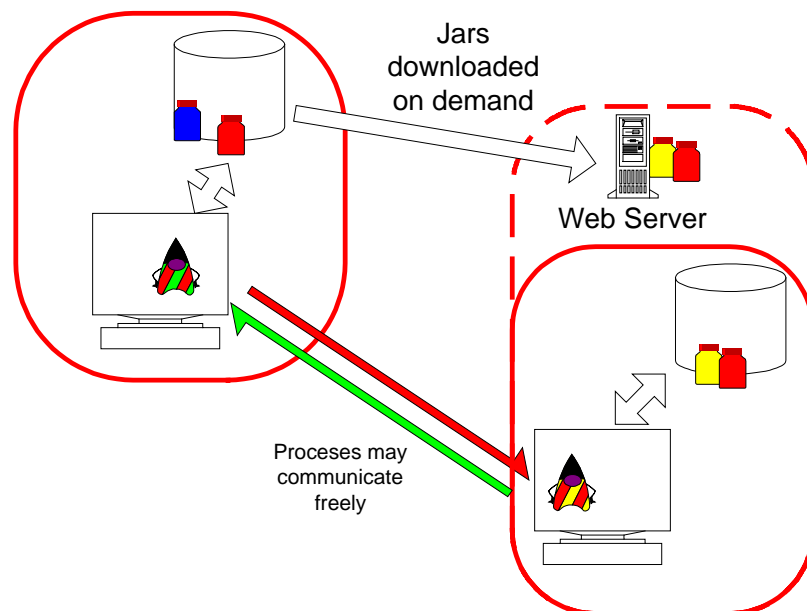 Jars
downloaded
on demand
Web Server
Proceses may
communicate
freely